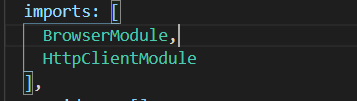 imports: [
BrowserModule,
HttpClientModule
],